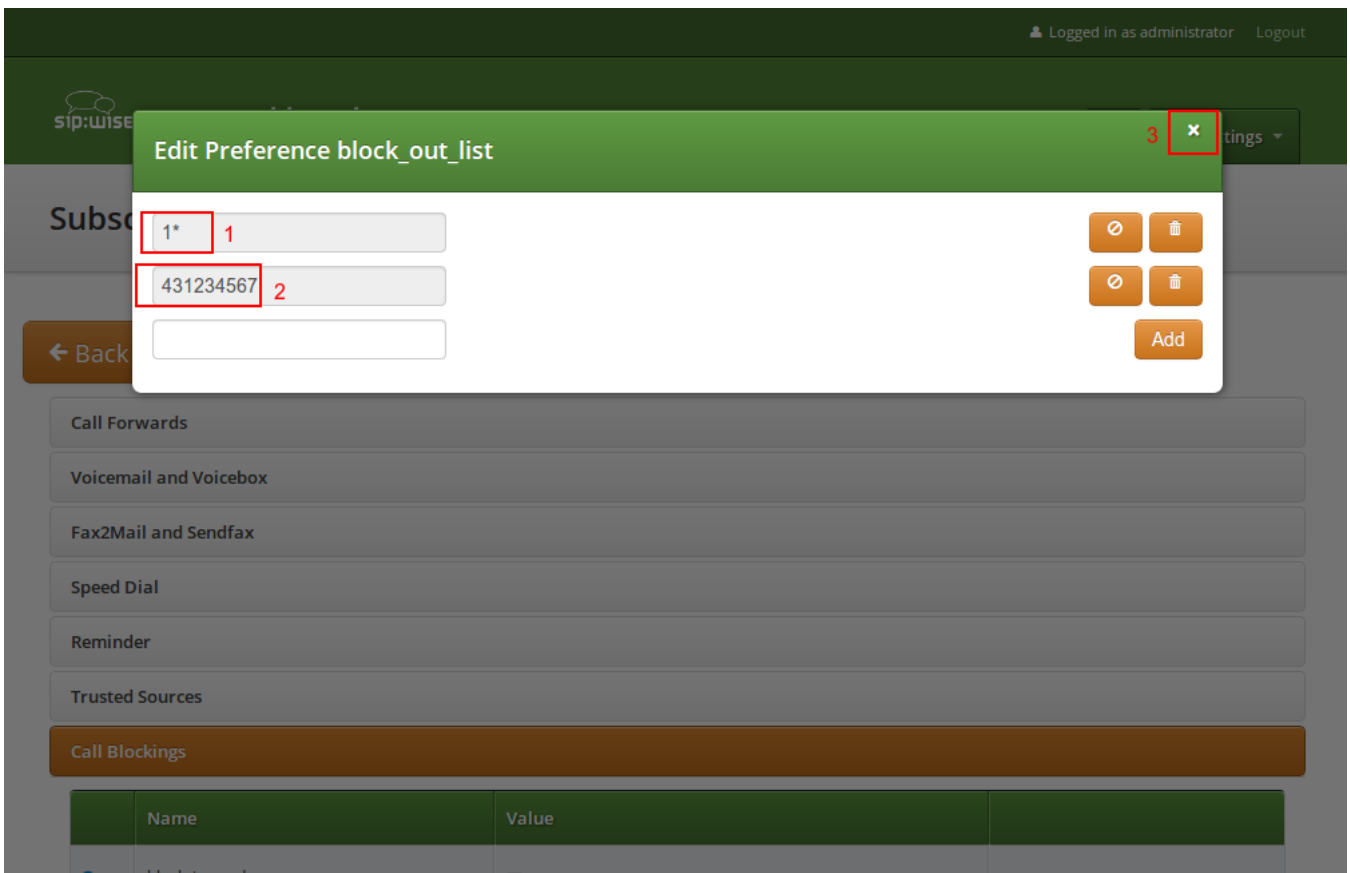 Logged in as administrator Logout
sip:wise
Edit Preference block_out_list
3
tings
Subsc
1* 1
431234567 2
Back
Add
Call Forwards
Voicemail and Voicebox
Fax2Mail and Sendfax
Speed Dial
Reminder
Trusted Sources
Call Blockings
Name Value